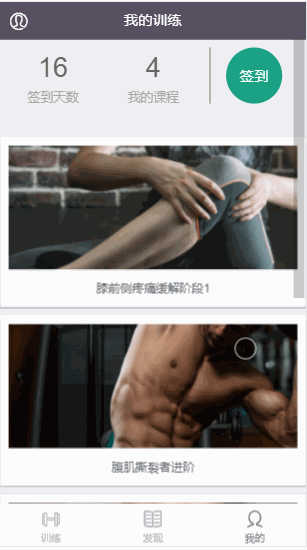 我的训练
16
4
签到
签到天数
我的课程
膝前侧疼痛缓解阶段1
腹肌撕裂者进阶
训练
发现
我的